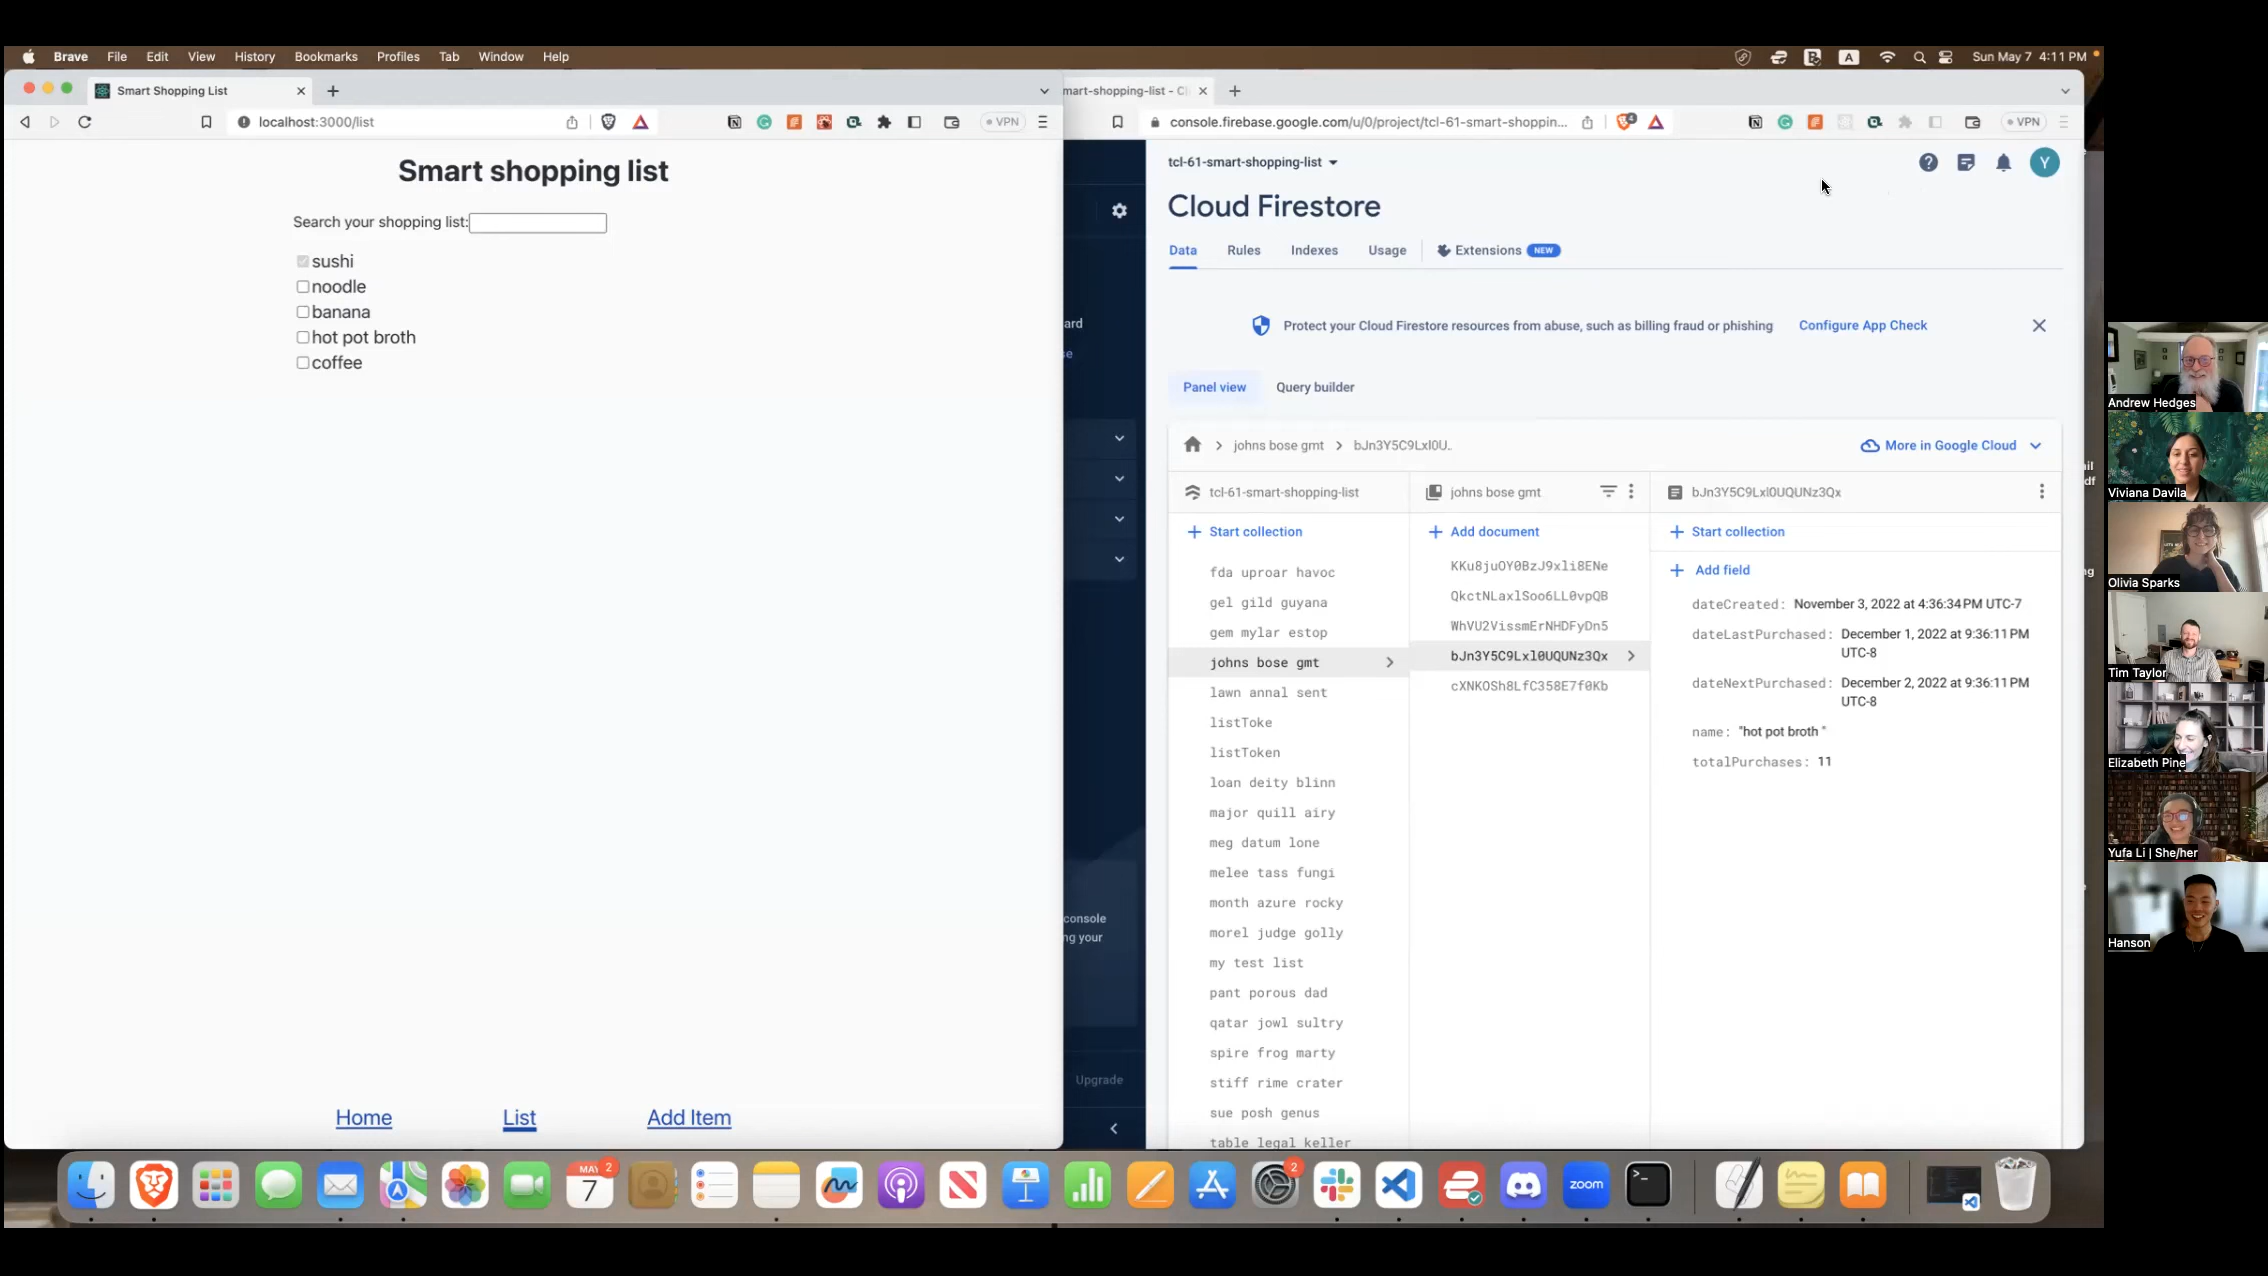 Brave File Edit View History Bookmarks Profiles Tab Window Help
Sun May 7 4:11 PM
Smart Shopping List
localhost:3000/list
VPN
Smart shopping list
Search your shopping list:
sushi
noodle
banana
hot pot broth
coffee
Home List Add Item
mart-shopping-list - Cl
console.firebase.google.com/u/0/project/tcl-61-smart-shoppin...
4
VPN
ard
se
console
ng your
Upgrade
tcl-61-smart-shopping-list
Y
Cloud Firestore
Data Rules Indexes Usage Extensions NEW
Protect your Cloud Firestore resources from abuse, such as billing fraud or phishing Configure App Check
Panel view Query builder
johns bose gmt > bJn3Y5C9Lxl0U..
More in Google Cloud
tcl-61-smart-shopping-list
Start collection
fda uproar havoc
gel gild guyana
gem mylar estop
johns bose gmt
lawn annal sent
listToke
listToken
loan deity blinn
major quill airy
meg datum lone
melee tass fungi
month azure rocky
morel judge golly
my test list
pant porous dad
qatar jowl sultry
spire frog marty
stiff rime crater
sue posh genus
table legal keller
johns bose gmt
Add document
KKu8juOY0BzJ9xli8ENe
QkctNLaxlSoo6LL0vpQB
WhVU2VissmErNHDFyDn5
bJn3Y5C9Lxl0UQUNz3Qx
cXNKOSh8LfC358E7f0Kb
bJn3Y5C9Lxl0UQUNz3Qx
Start collection
Add field
dateCreated: November 3, 2022 at 4:36:34 PM UTC-7
dateLastPurchased: December 1, 2022 at 9:36:11 PM
UTC-8
dateNextPurchased: December 2, 2022 at 9:36:11 PM
UTC-8
name: "hot pot broth "
totalPurchases: 11
ail
df
ng
Andrew Hedges
Viviana Davila
Olivia Sparks
Tim Taylor
Elizabeth Pine
Yufa Li | She/her
Hanson
MAY
7
2
2
zoom